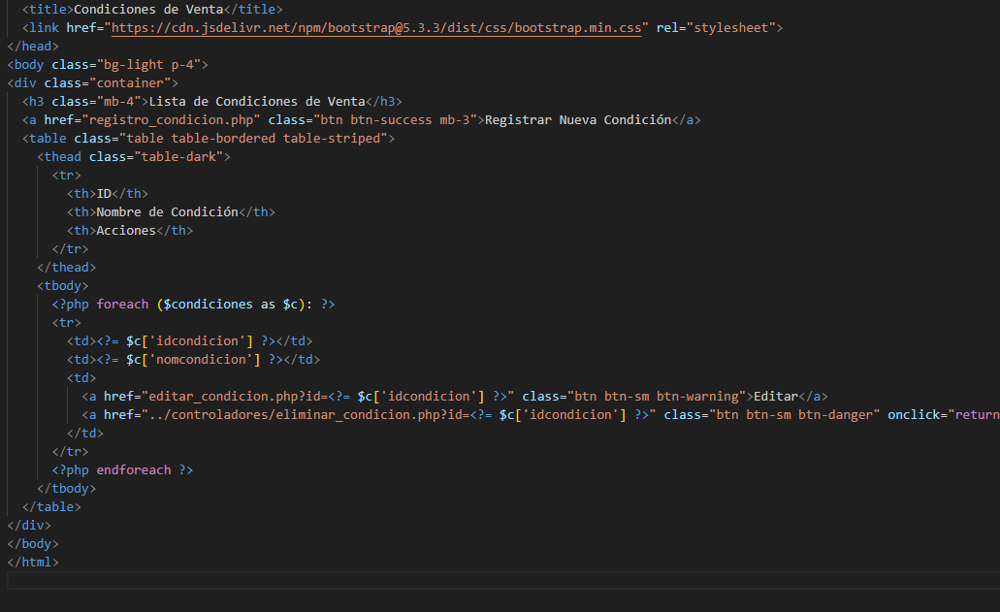 <title>Condiciones de Venta</title>
<link href="https://cdn.jsdelivr.net/npm/bootstrap@5.3.3/dist/css/bootstrap.min.css" rel="stylesheet">
</head>
<body class="bg-light p-4">
<div class="container">
<h3 class="mb-4">Lista de Condiciones de Venta</h3>
<a href="registro_condicion.php" class="btn btn-success mb-3">Registrar Nueva Condición</a>
<table class="table table-bordered table-striped">
<thead class="table-dark">
<tr>
<th>ID</th>
<th>Nombre de Condición</th>
<th>Acciones</th>
</tr>
</thead>
<tbody>
<?php foreach ($condiciones as $c): ?>
<tr>
<td><?= $c['idcondicion'] ?></td>
<td><?= $c['nomcondicion'] ?></td>
<td>
<a href="editar_condicion.php?id=<?= $c['idcondicion'] ?>" class="btn btn-sm btn-warning">Editar</a>
<a href="../controladores/eliminar_condicion.php?id=<?= $c['idcondicion'] ?>" class="btn btn-sm btn-danger" onclick="return
</td>
</tr>
<?php endforeach ?>
</tbody>
</table>
</div>
</body>
</html>